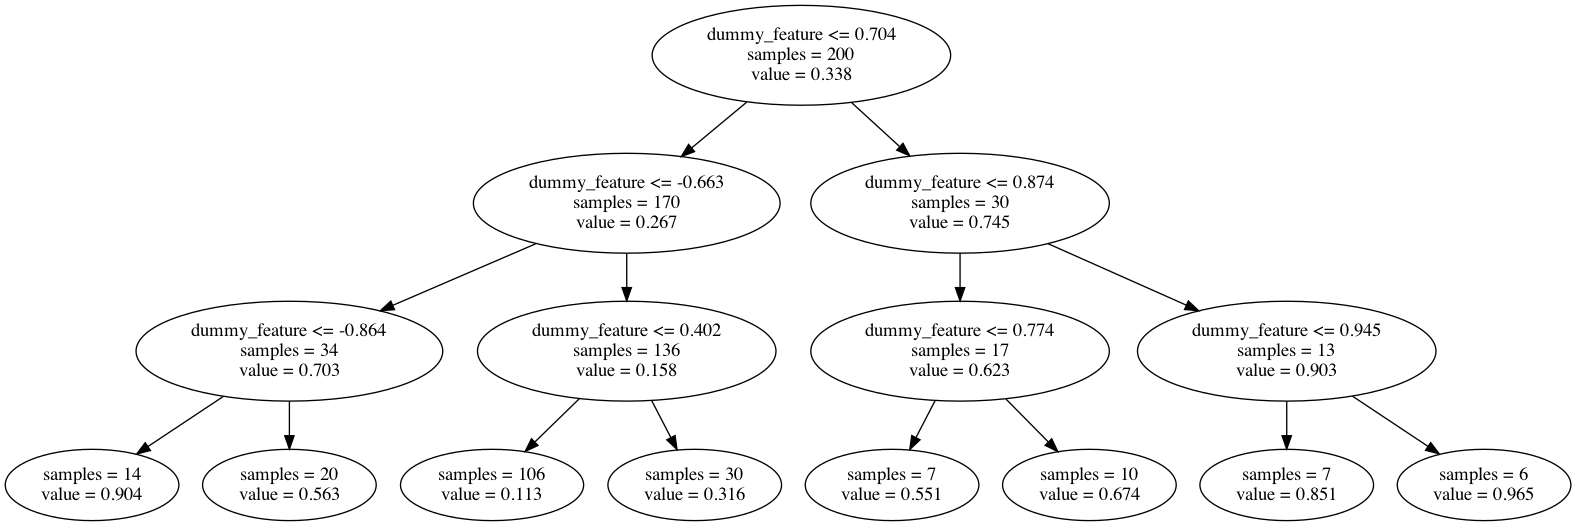 dummy_feature <= 0.704
samples = 200
value = 0.338
dummy_feature <= -0.663
samples = 170
value = 0.267
dummy_feature <= 0.874
samples = 30
value = 0.745
dummy_feature <= -0.864
samples = 34
value = 0.703
dummy_feature <= 0.402
samples = 136
value = 0.158
dummy_feature <= 0.774
samples = 17
value = 0.623
dummy_feature <= 0.945
samples = 13
value = 0.903
samples = 14
value = 0.904
samples = 20
value = 0.563
samples = 106
value = 0.113
samples = 30
value = 0.316
samples = 7
value = 0.551
samples = 10
value = 0.674
samples = 7
value = 0.851
samples = 6
value = 0.965